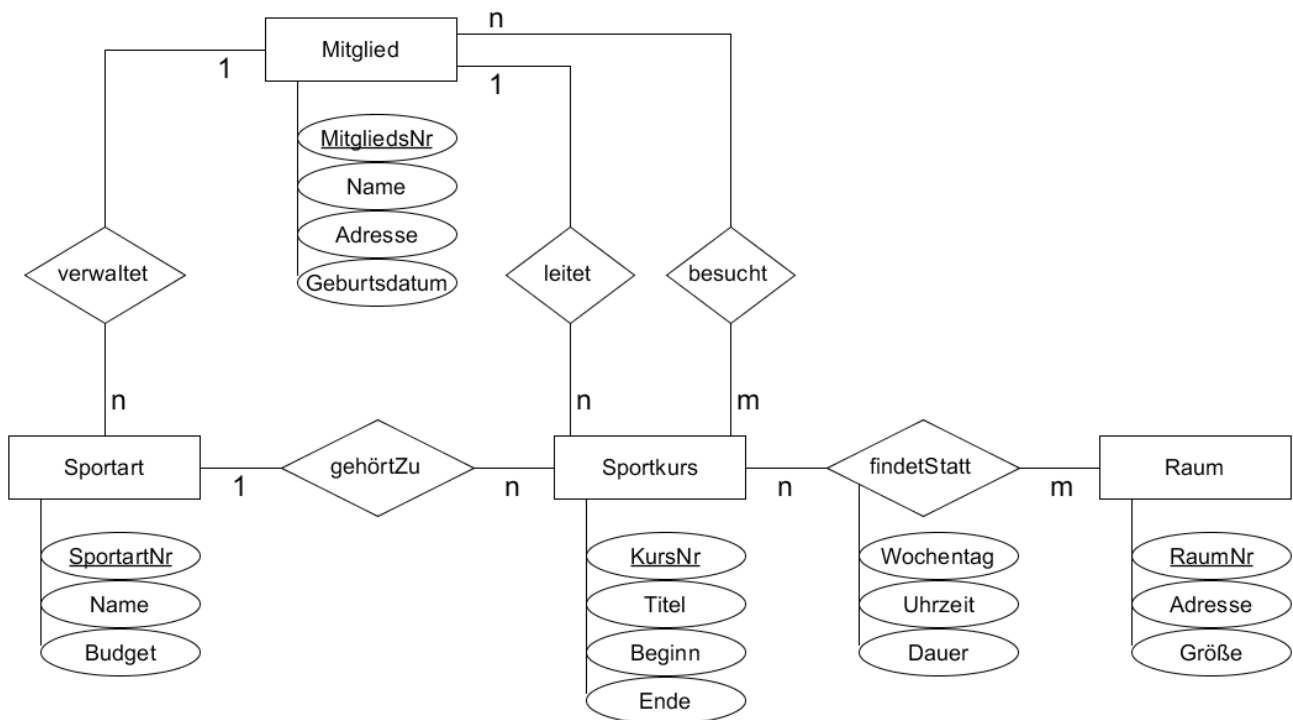 n
Mitglied
1
1
MitgliedsNr
Name
Adresse
Geburtsdatum
verwaltet
leitet
besucht
n
n
m
Sportart
gehörtZu
Sportkurs
findetStatt
Raum
1
n
n
m
SportartNr
Name
Budget
KursNr
Titel
Beginn
Ende
Wochentag
Uhrzeit
Dauer
RaumNr
Adresse
Größe